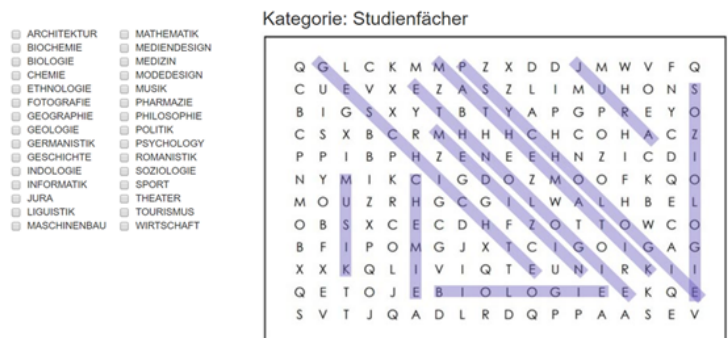 Kategorie: Studienfächer
ARCHITEKTUR
BIOCHEMIE
BIOLOGIE
CHEMIE
ETHNOLOGIE
FOTOGRAFIE
GEOGRAPHIE
GEOLOGIE
GERMANISTIK
GESCHICHTE
INDOLOGIE
INFORMATIK
JURA
LIGUISTIK
MASCHINENBAU
MATHEMATIK
MEDIENDESIGN
MEDIZIN
MODEDESIGN
MUSIK
PHARMAZIE
PHILOSOPHIE
POLITIK
PSYCHOLOGY
ROMANISTIK
SOZIOLOGIE
SPORT
THEATER
TOURISMUS
WIRTSCHAFT
Q G L C K M M P Z X D D J M W V F Q
C U E V X E Z A S Z L I M U H O N S
B I G S X Y T B T Y A P G P R E Y O
C S X B C R M H H H C H C O H A C Z
P P I B P H Z E N E E H N Z I C D I
N Y M I K C I G D O Z M O O F K Q O
M O U Z R H G C G I L W A L H B E L
O B S X C E C D H F Z O T T O W C O
B F I P O M G J X T C I G O I G A G
X X K Q L I V I Q T E U N I R K I I
Q E T O J E B I O L O G I E E K Q E
S V T J Q A D L R D Q P P A A S E V